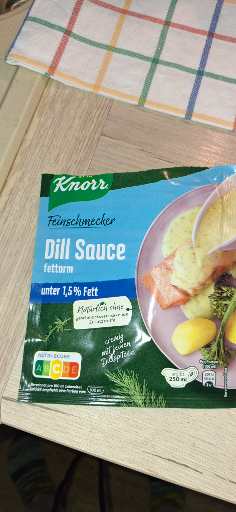 Knorr
Feinschmecker
Dill Sauce
fettarm
unter 1,5 % Fett
Natürlich ohne
cremig
mit feinen
Dillspitzen
NUTRI-SCORE
A B C D E
ergibt
250 ml